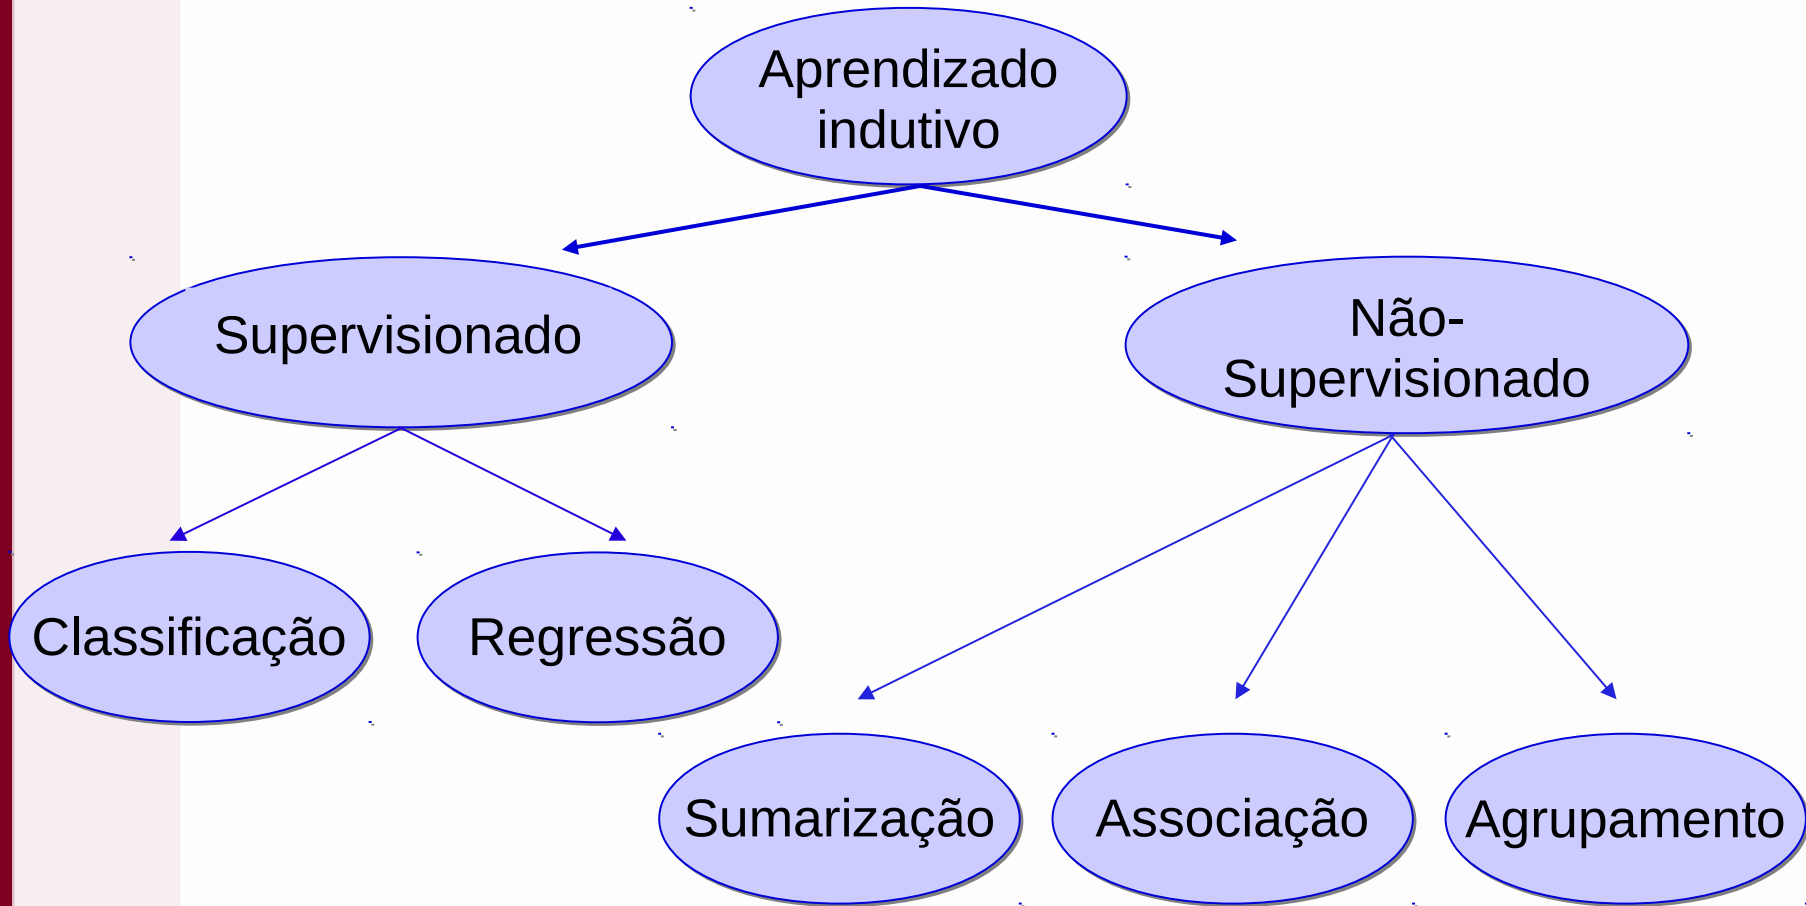 Aprendizado
indutivo
Supervisionado
Não-
Supervisionado
Classificação
Regressão
Sumarização
Associação
Agrupamento